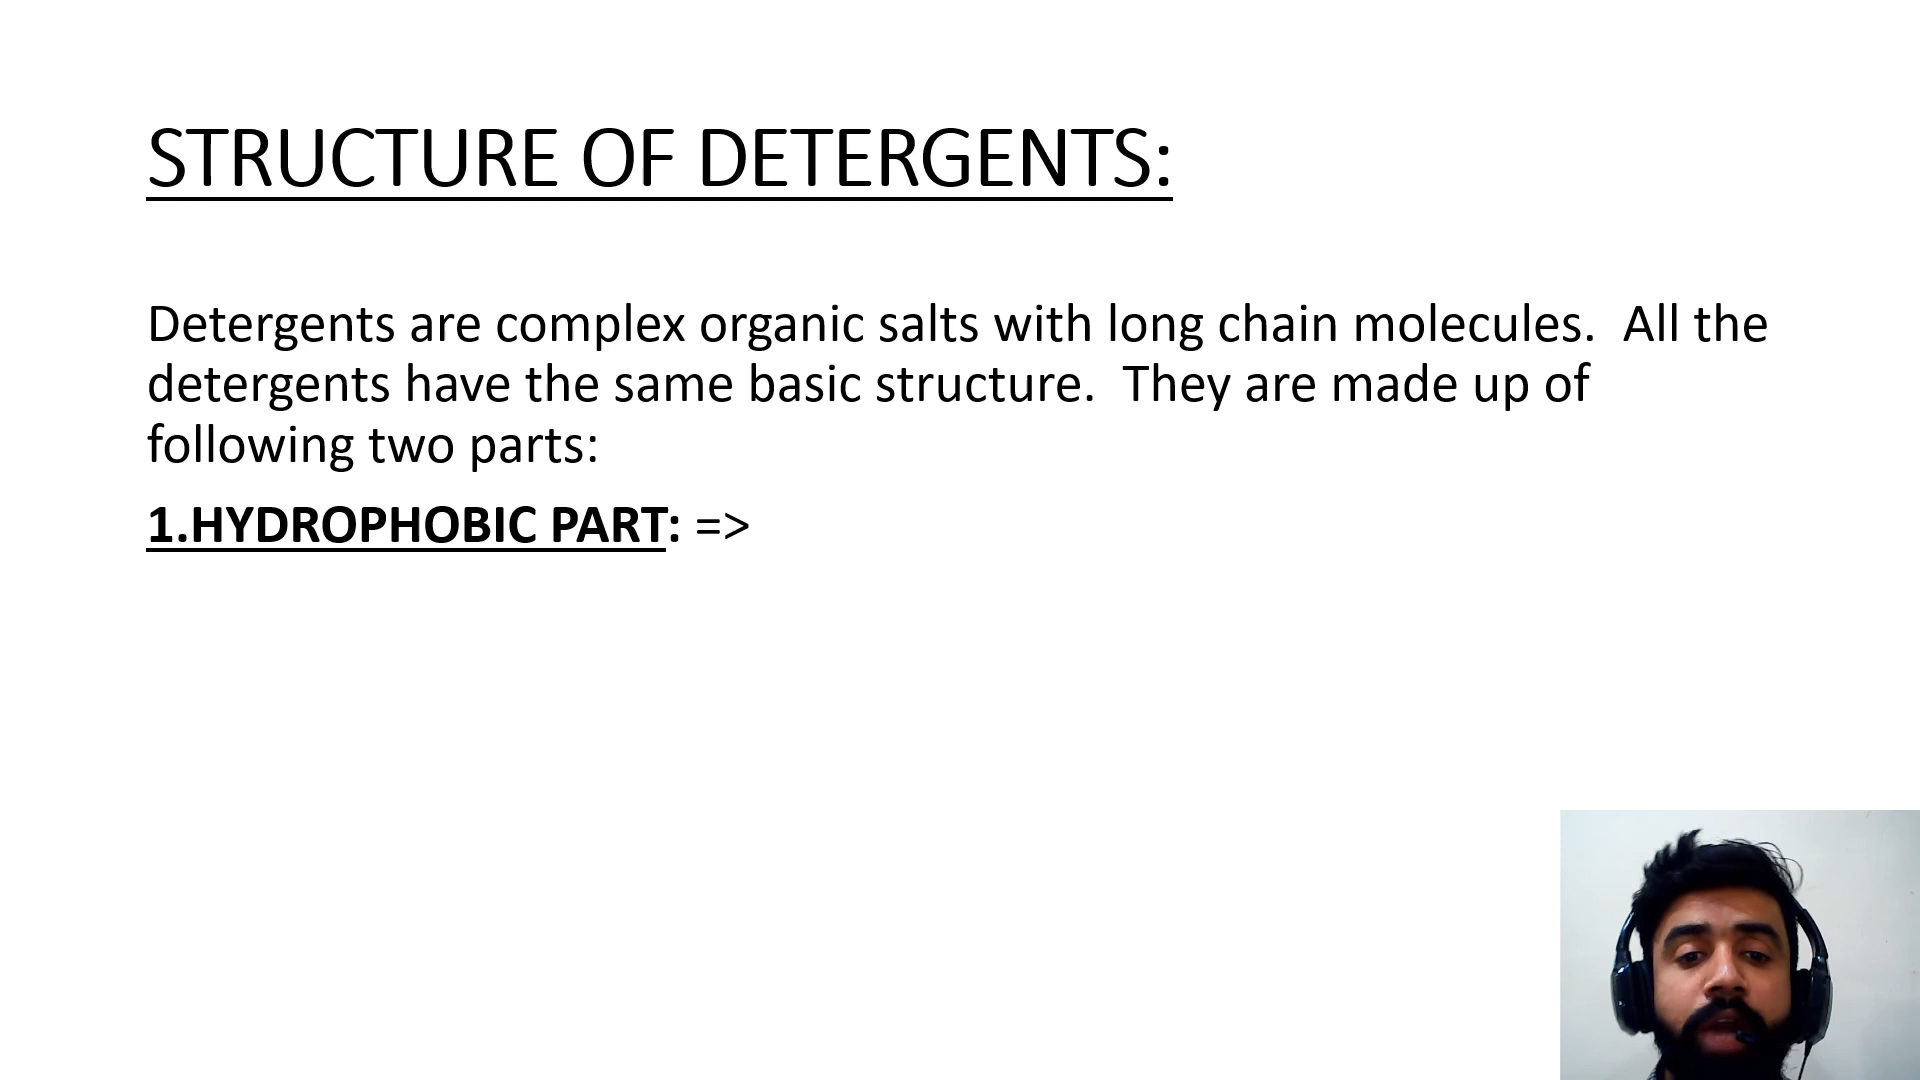 STRUCTURE OF DETERGENTS:
Detergents are complex organic salts with long chain molecules.  All the
detergents have the same basic structure.  They are made up of
following two parts:
1.HYDROPHOBIC PART: =>